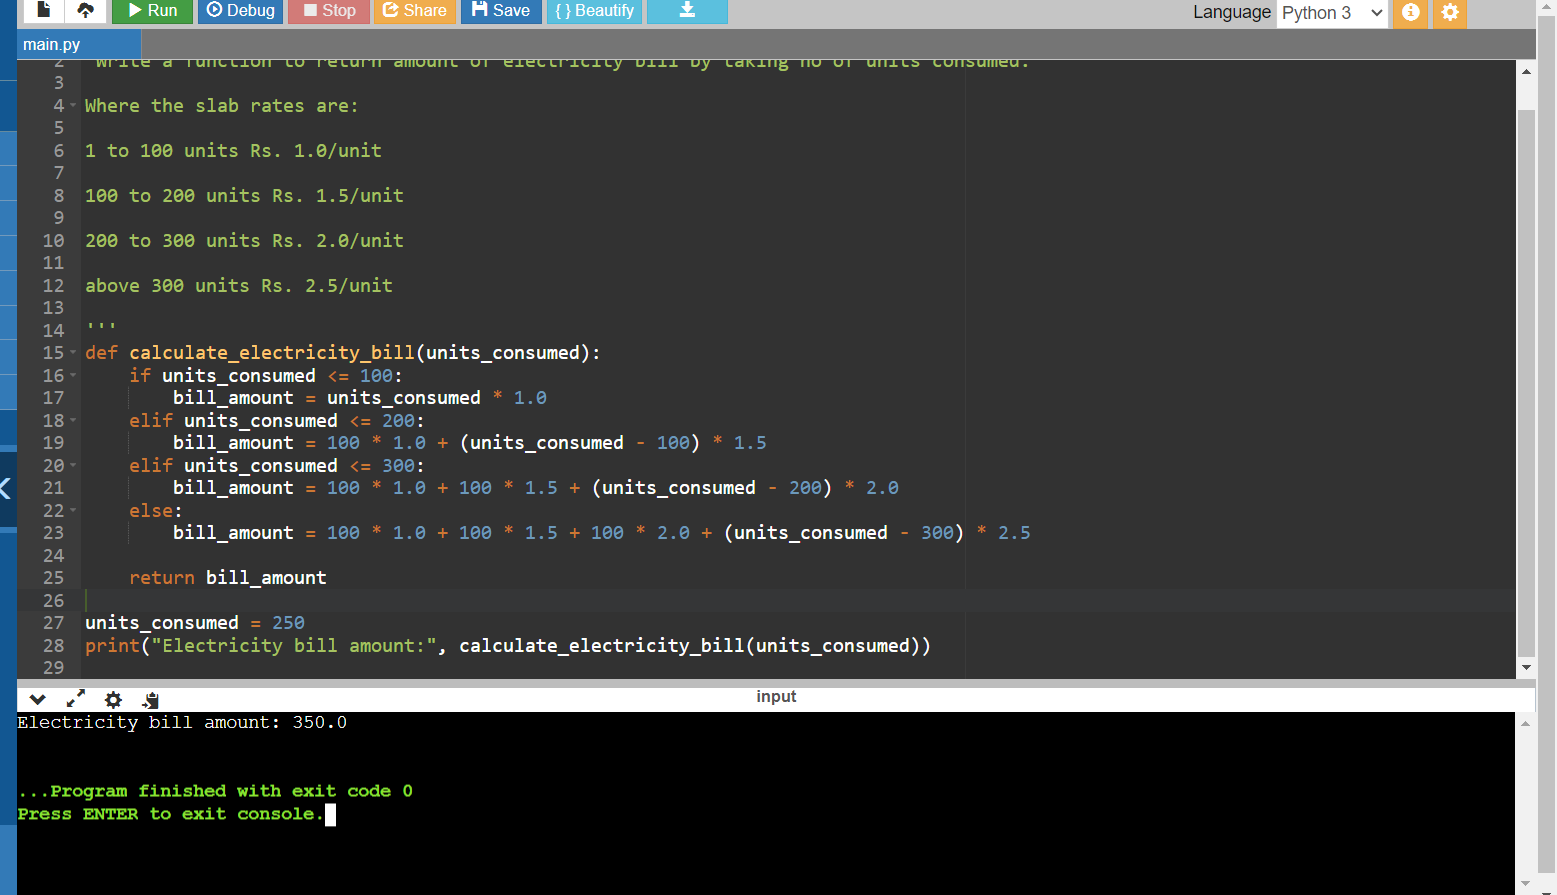 Run Debug Stop Share Save { } Beautify Language Python 3
main.py
2 Write a function to return amount of electricity bill by taking no of units consumed.
3
4 Where the slab rates are:
5
6 1 to 100 units Rs. 1.0/unit
7
8 100 to 200 units Rs. 1.5/unit
9
10 200 to 300 units Rs. 2.0/unit
11
12 above 300 units Rs. 2.5/unit
13
14 '''
15 def calculate_electricity_bill(units_consumed):
16 if units_consumed <= 100:
17 bill_amount = units_consumed * 1.0
18 elif units_consumed <= 200:
19 bill_amount = 100 * 1.0 + (units_consumed - 100) * 1.5
20 elif units_consumed <= 300:
21 bill_amount = 100 * 1.0 + 100 * 1.5 + (units_consumed - 200) * 2.0
22 else:
23 bill_amount = 100 * 1.0 + 100 * 1.5 + 100 * 2.0 + (units_consumed - 300) * 2.5
24
25 return bill_amount
26
27 units_consumed = 250
28 print("Electricity bill amount:", calculate_electricity_bill(units_consumed))
29
input
Electricity bill amount: 350.0
...Program finished with exit code 0
Press ENTER to exit console.